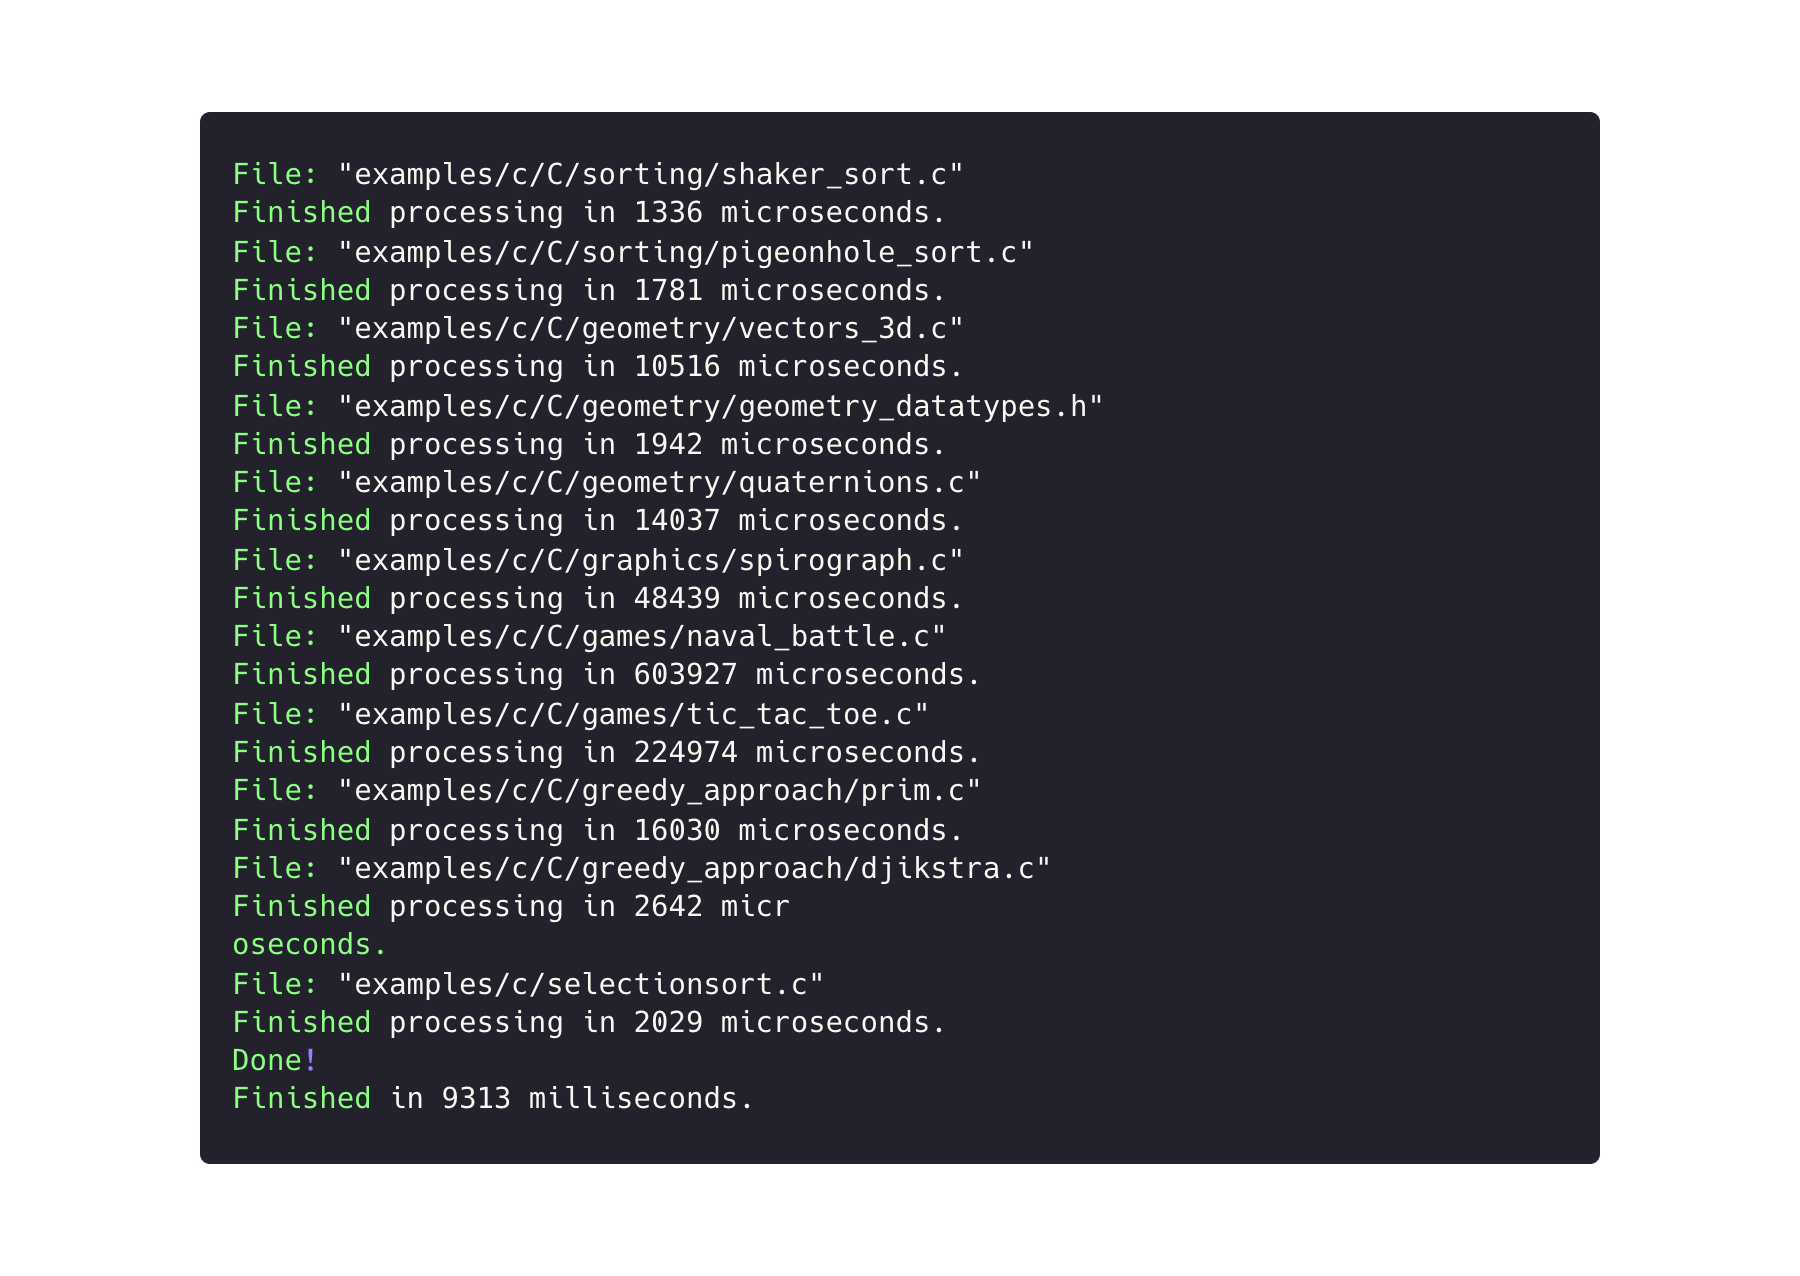 File: "examples/c/C/sorting/shaker_sort.c"
Finished processing in 1336 microseconds.
File: "examples/c/C/sorting/pigeonhole_sort.c"
Finished processing in 1781 microseconds.
File: "examples/c/C/geometry/vectors_3d.c"
Finished processing in 10516 microseconds.
File: "examples/c/C/geometry/geometry_datatypes.h"
Finished processing in 1942 microseconds.
File: "examples/c/C/geometry/quaternions.c"
Finished processing in 14037 microseconds.
File: "examples/c/C/graphics/spirograph.c"
Finished processing in 48439 microseconds.
File: "examples/c/C/games/naval_battle.c"
Finished processing in 603927 microseconds.
File: "examples/c/C/games/tic_tac_toe.c"
Finished processing in 224974 microseconds.
File: "examples/c/C/greedy_approach/prim.c"
Finished processing in 16030 microseconds.
File: "examples/c/C/greedy_approach/djikstra.c"
Finished processing in 2642 micr
oseconds.
File: "examples/c/selectionsort.c"
Finished processing in 2029 microseconds.
Done!
Finished in 9313 milliseconds.